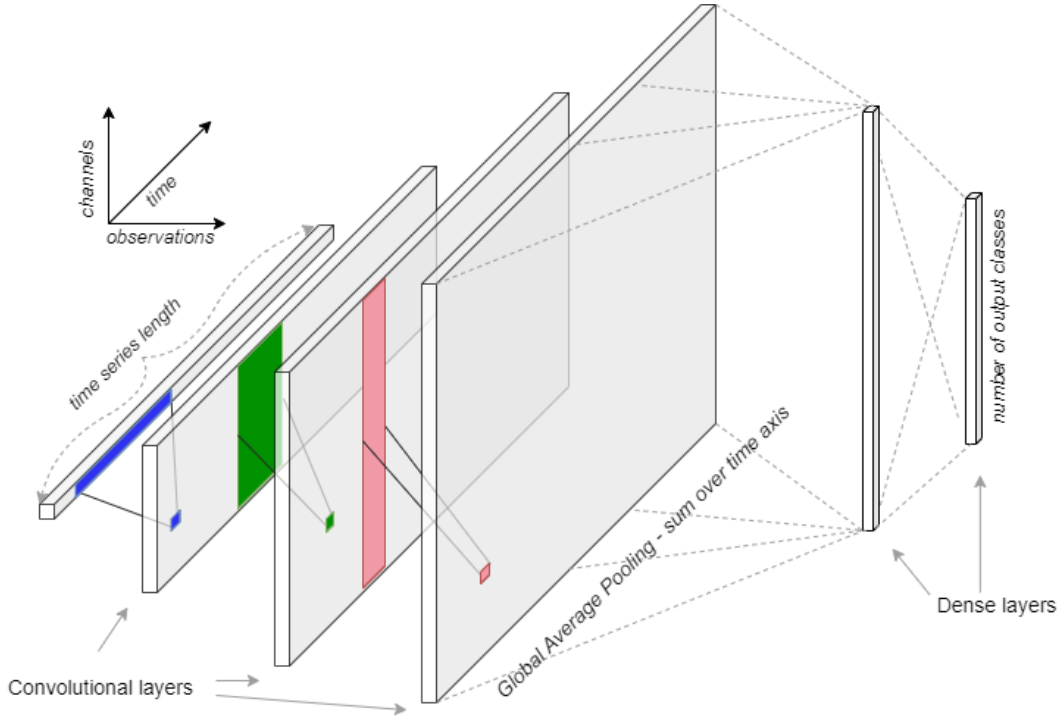 channels
time
observations
time series length
number of output classes
Global Average Pooling - sum over time axis
Dense layers
Convolutional layers